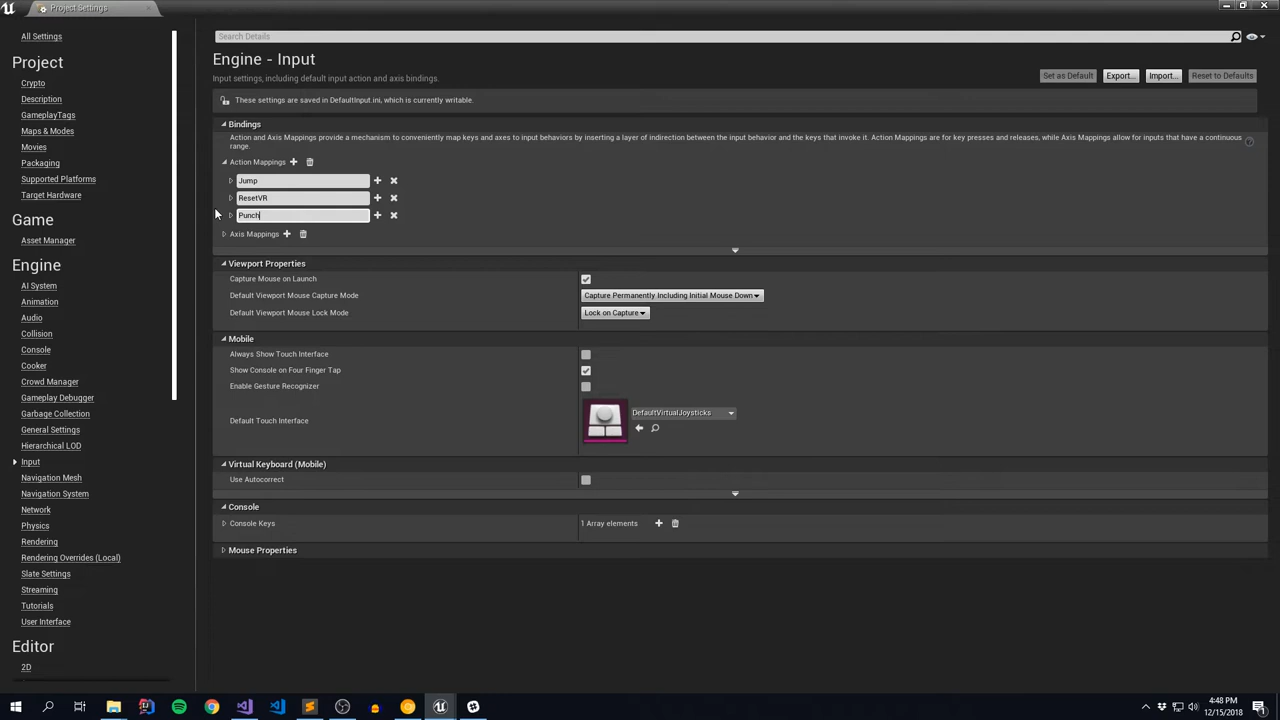 Project Settings
All Settings
Project
Crypto
Description
GameplayTags
Maps & Modes
Movies
Packaging
Supported Platforms
Target Hardware
Game
Asset Manager
Engine
AI System
Animation
Audio
Collision
Console
Cooker
Crowd Manager
Gameplay Debugger
Garbage Collection
General Settings
Hierarchical LOD
Input
Navigation Mesh
Navigation System
Network
Physics
Rendering
Rendering Overrides (Local)
Slate Settings
Streaming
Tutorials
User Interface
Editor
2D
Search Details
Engine - Input
Input settings, including default input action and axis bindings.
Set as Default Export... Import... Reset to Defaults
These settings are saved in DefaultInput.ini, which is currently writable.
Bindings
Action and Axis Mappings provide a mechanism to conveniently map keys and axes to input behaviors by inserting a layer of indirection between the input behavior and the keys that invoke it. Action Mappings are for key presses and releases, while Axis Mappings allow for inputs that have a continuous
range.
Action Mappings
Jump
ResetVR
Punch
Axis Mappings
Viewport Properties
Capture Mouse on Launch
Default Viewport Mouse Capture Mode Capture Permanently Including Initial Mouse Down
Default Viewport Mouse Lock Mode Lock on Capture
Mobile
Always Show Touch Interface
Show Console on Four Finger Tap
Enable Gesture Recognizer
Default Touch Interface DefaultVirtualJoysticks
Virtual Keyboard (Mobile)
Use Autocorrect
Console
Console Keys 1 Array elements
Mouse Properties
4:48 PM
12/15/2018